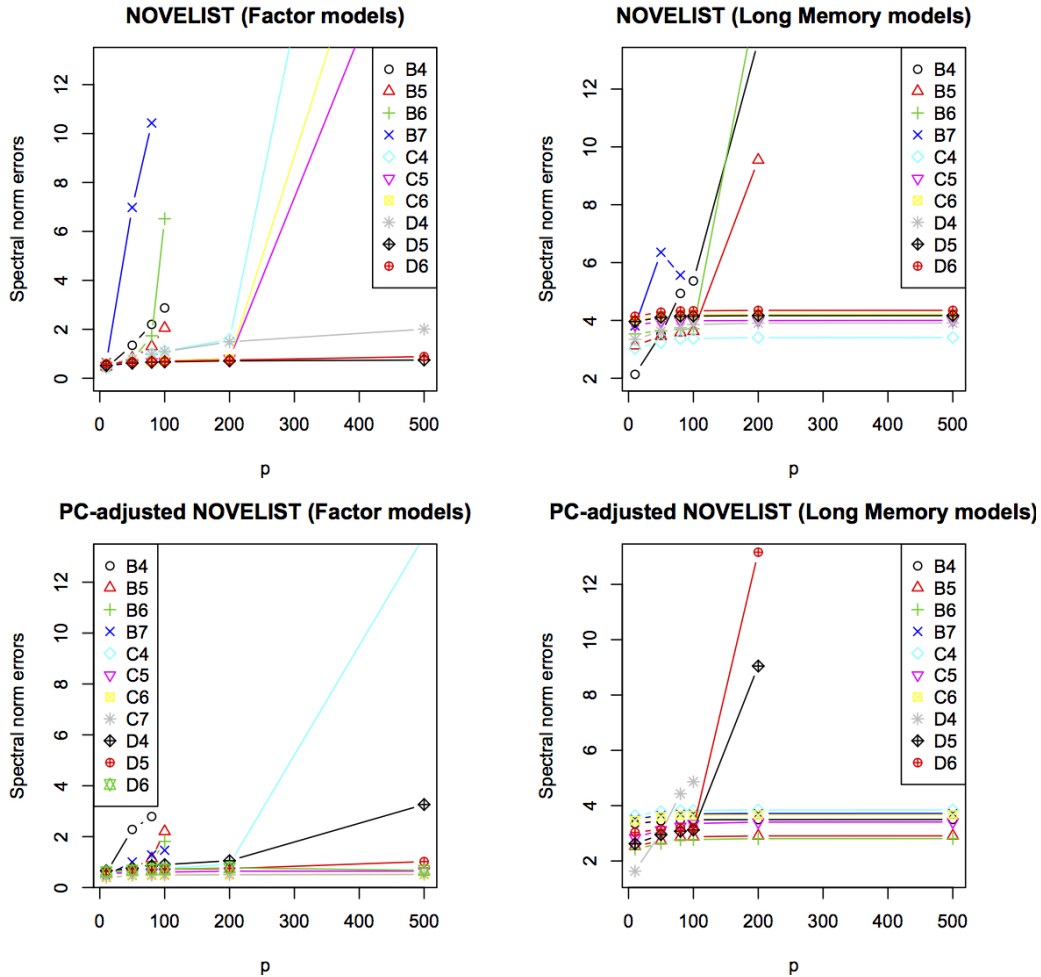 NOVELIST (Factor models)
Spectral norm errors
12
10
8
6
4
2
0
0 100 200 300 400 500
p
B4
B5
B6
B7
C4
C5
C6
D4
D5
D6
NOVELIST (Long Memory models)
Spectral norm errors
12
10
8
6
4
2
0 100 200 300 400 500
p
B4
B5
B6
B7
C4
C5
C6
D4
D5
D6
PC-adjusted NOVELIST (Factor models)
Spectral norm errors
12
10
8
6
4
2
0
0 100 200 300 400 500
p
B4
B5
B6
B7
C4
C5
C6
C7
D4
D5
D6
PC-adjusted NOVELIST (Long Memory models)
Spectral norm errors
12
10
8
6
4
2
0 100 200 300 400 500
p
B4
B5
B6
B7
C4
C5
C6
D4
D5
D6